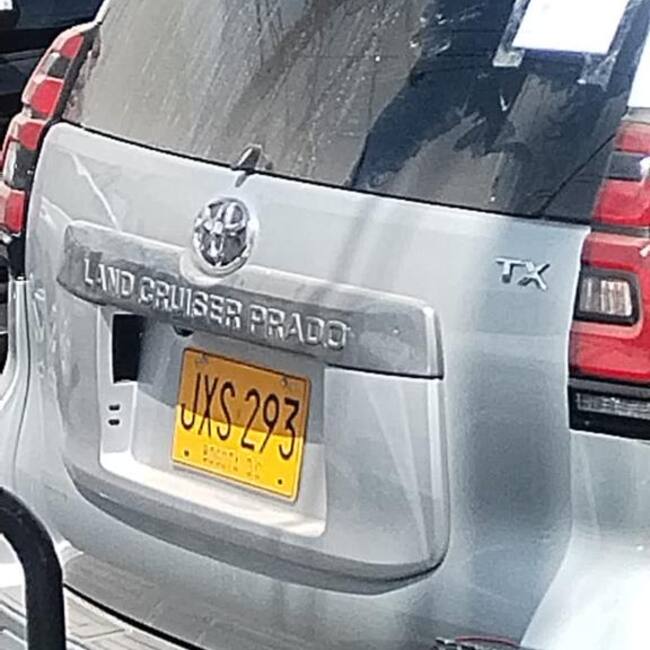 TX
LAND CRUISER PRADO
JXS 293
BOGOTA D.C.